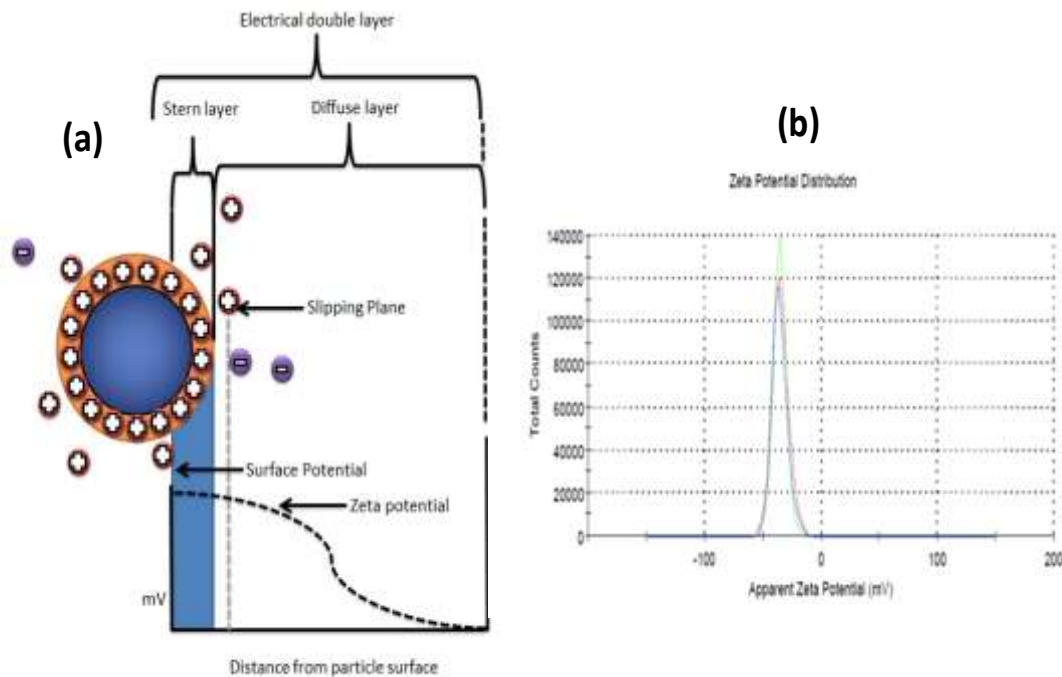 Electrical double layer
Stern layer
Diffuse layer
(a)
Slipping Plane
Surface Potential
Zeta potential
mV
Distance from particle surface
(b)
Zeta Potential Distribution
140000
120000
100000
80000
60000
40000
20000
0
Total Counts
-100
0
100
200
Apparent Zeta Potential (mV)